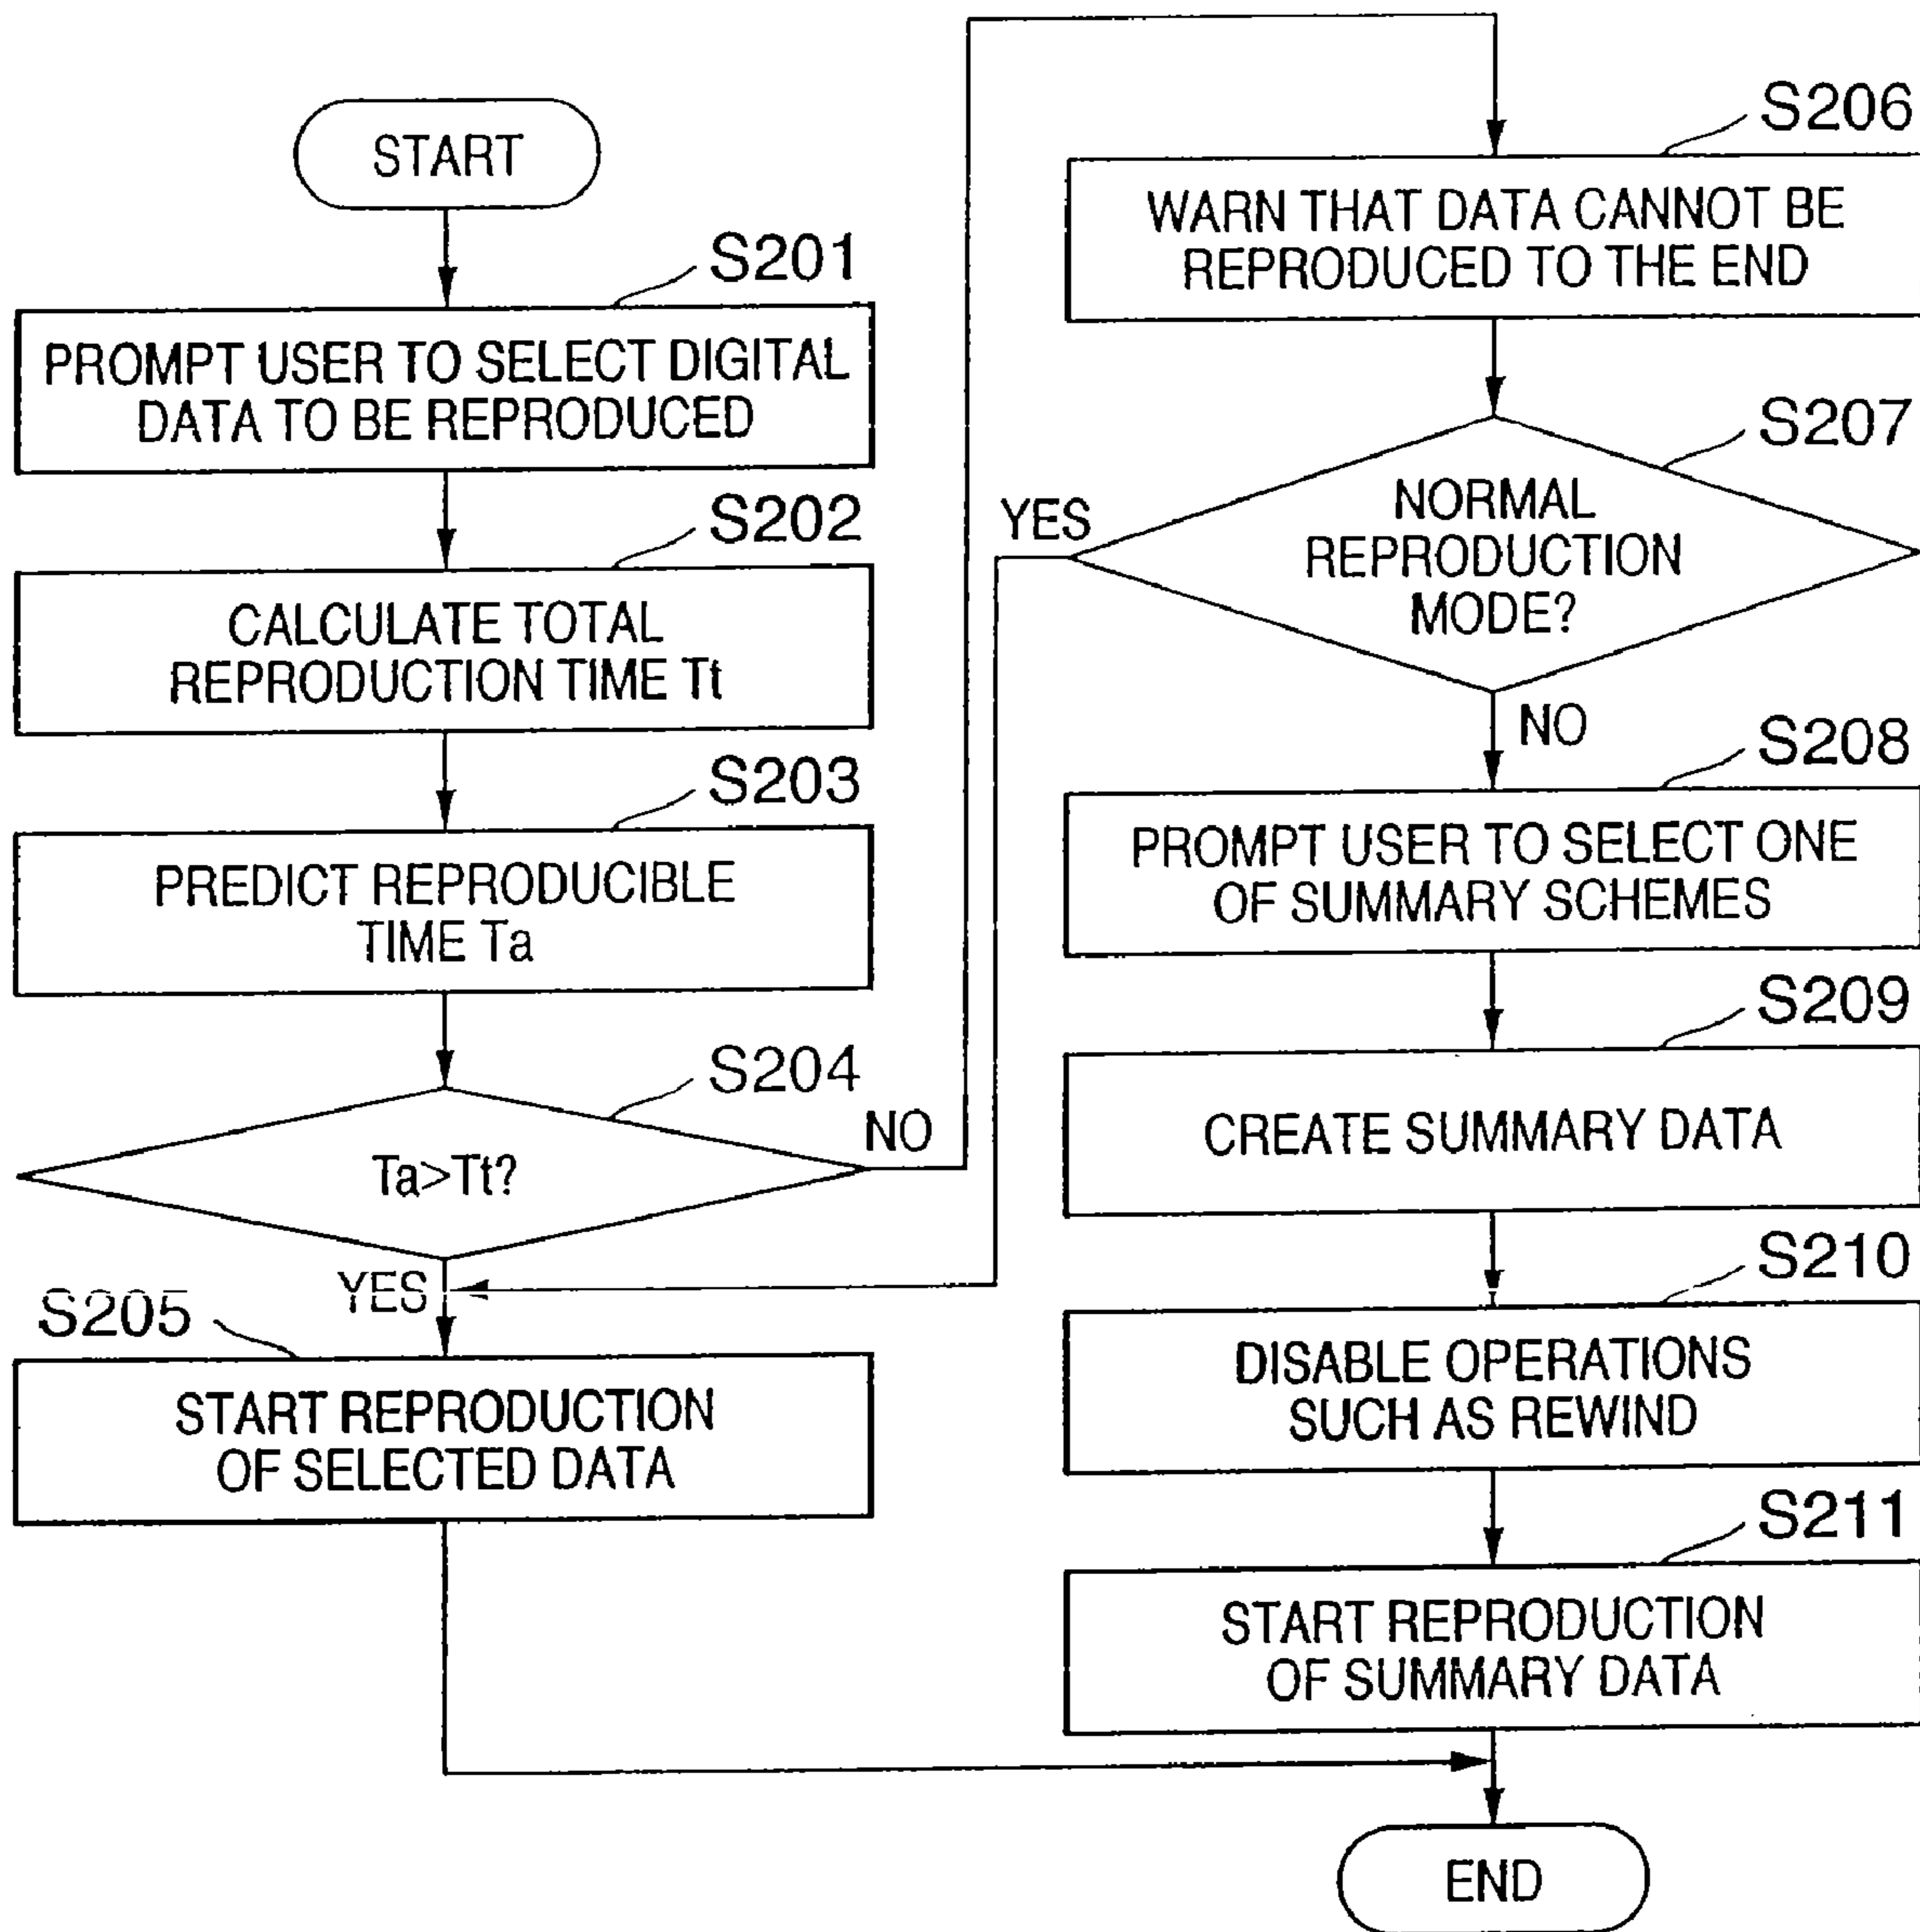 START
S201
PROMPT USER TO SELECT DIGITAL
DATA TO BE REPRODUCED
S202
CALCULATE TOTAL
REPRODUCTION TIME Tt
S203
PREDICT REPRODUCIBLE
TIME Ta
S204
Ta>Tt?
NO
YES
S205
START REPRODUCTION
OF SELECTED DATA
S206
WARN THAT DATA CANNOT BE
REPRODUCED TO THE END
S207
NORMAL
REPRODUCTION
MODE?
YES
NO
S208
PROMPT USER TO SELECT ONE
OF SUMMARY SCHEMES
S209
CREATE SUMMARY DATA
S210
DISABLE OPERATIONS
SUCH AS REWIND
S211
START REPRODUCTION
OF SUMMARY DATA
END